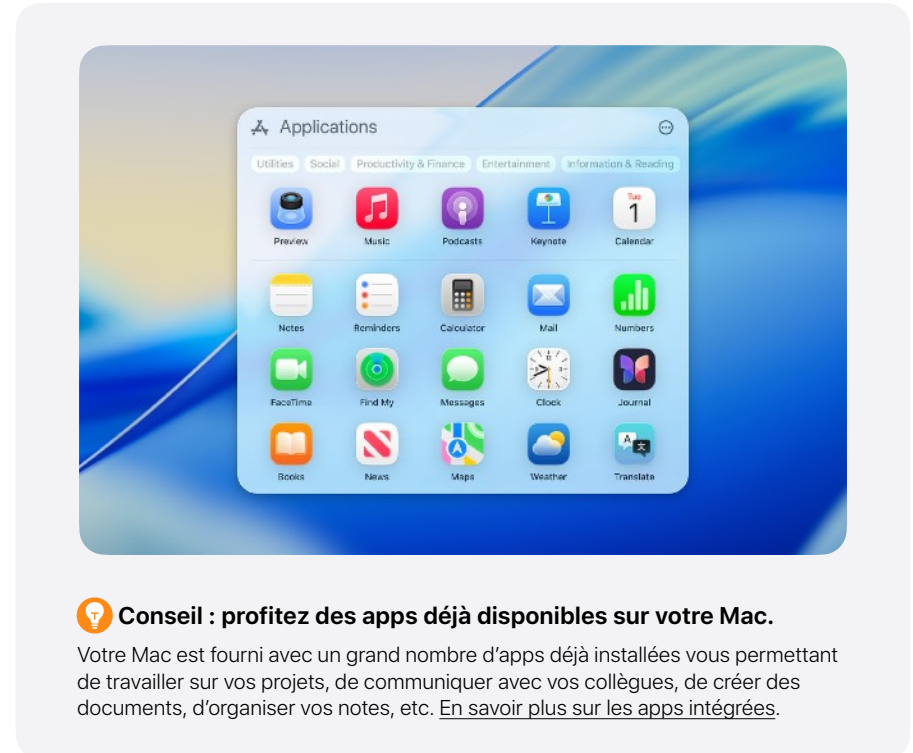 Applications
Utilities Social Productivity & Finance Entertainment Information & Reading
Tue
1
Preview Music Podcasts Keynote Calendar
Notes Reminders Calculator Mail Numbers
12
FaceTime Find My Messages Clock Journal
A
文
Books News Maps Weather Translate
Conseil : profitez des apps déjà disponibles sur votre Mac.
Votre Mac est fourni avec un grand nombre d’apps déjà installées vous permettant
de travailler sur vos projets, de communiquer avec vos collègues, de créer des
documents, d’organiser vos notes, etc. En savoir plus sur les apps intégrées.